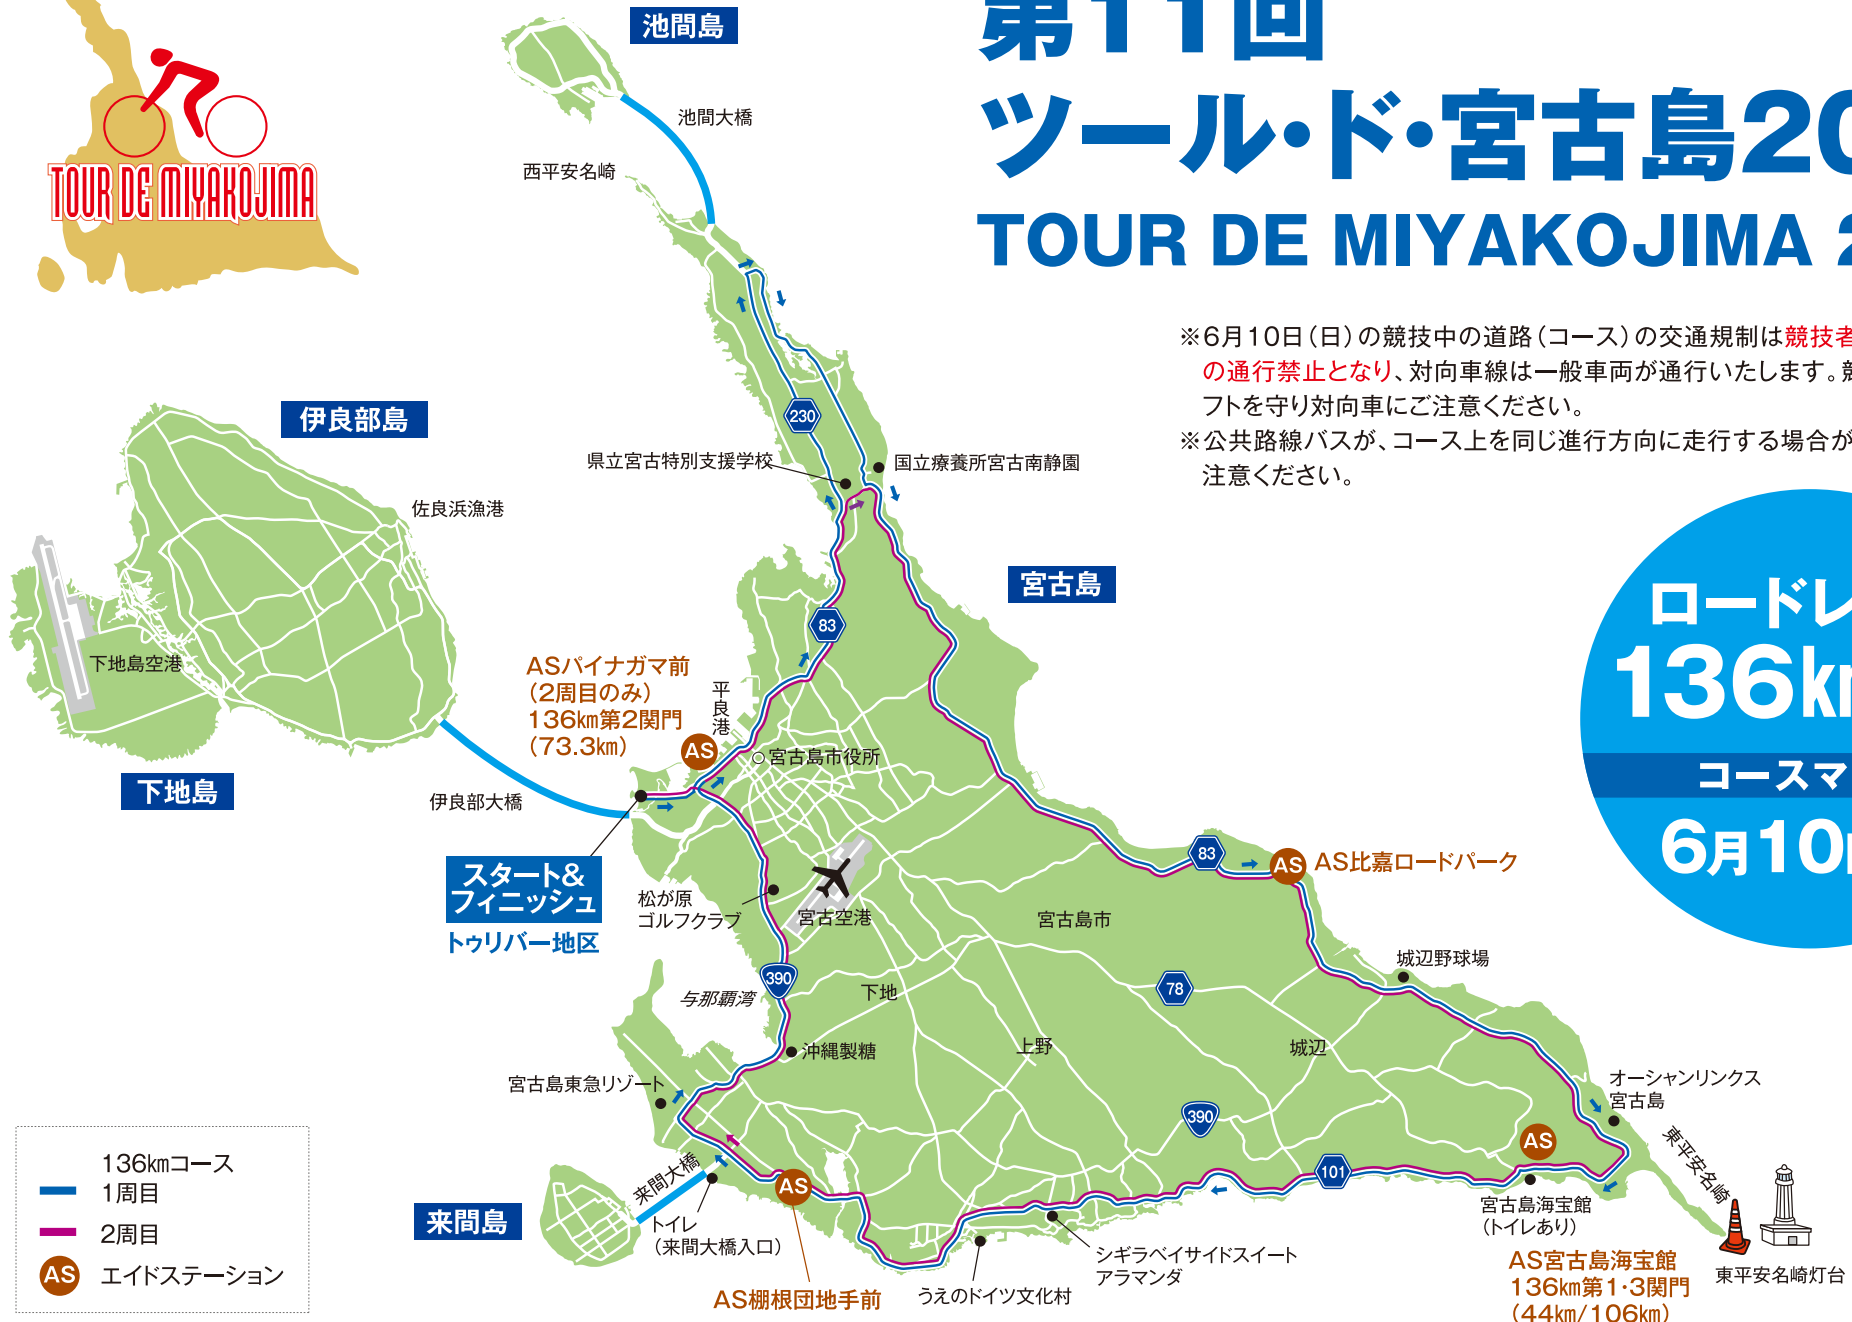 第11回
ツール・ド・宮古島20
TOUR DE MIYAKOJIMA 2
TOUR DE MIYAKOJIMA
※6月10日(日)の競技中の道路(コース)の交通規制は競技者
の通行禁止となり、対向車線は一般車両が通行いたします。競
フトを守り対向車にご注意ください。
※公共路線バスが、コース上を同じ進行方向に走行する場合が
注意ください。
ロードレ
136km
コースマ
6月10日
池間島
池間大橋
西平安名崎
伊良部島
佐良浜漁港
下地島空港
下地島
伊良部大橋
230
県立宮古特別支援学校
国立療養所宮古南静園
宮古島
83
ASパイナガマ前
(2周目のみ)
136km第2関門
(73.3km)
平良港
AS
宮古島市役所
スタート&
フィニッシュ
トゥリバー地区
松が原
ゴルフクラブ
宮古空港
宮古島市
83
AS
AS比嘉ロードパーク
城辺野球場
390
与那覇湾
下地
78
沖縄製糖
上野
城辺
宮古島東急リゾート
オーシャンリンクス
宮古島
390
AS
101
東平安名崎
来間大橋
AS
来間島
トイレ
(来間大橋入口)
宮古島海宝館
(トイレあり)
シギラベイサイドスイート
アラマンダ
うえのドイツ文化村
AS棚根団地手前
AS宮古島海宝館
136km第1・3関門
(44km/106km)
東平安名崎灯台
136kmコース
1周目
2周目
AS エイドステーション